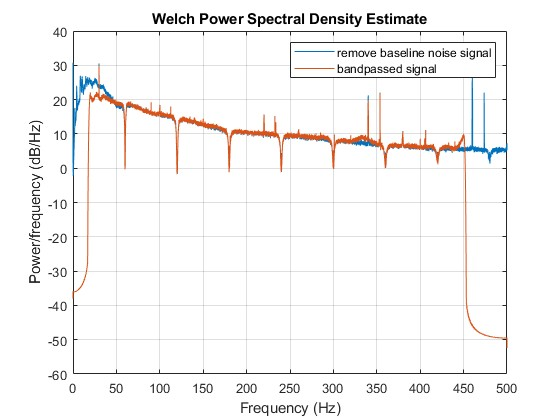 Welch Power Spectral Density Estimate
remove baseline noise signal
bandpassed signal
Power/frequency (dB/Hz)
40
30
20
10
0
-10
-20
-30
-40
-50
-60
0 50 100 150 200 250 300 350 400 450 500
Frequency (Hz)